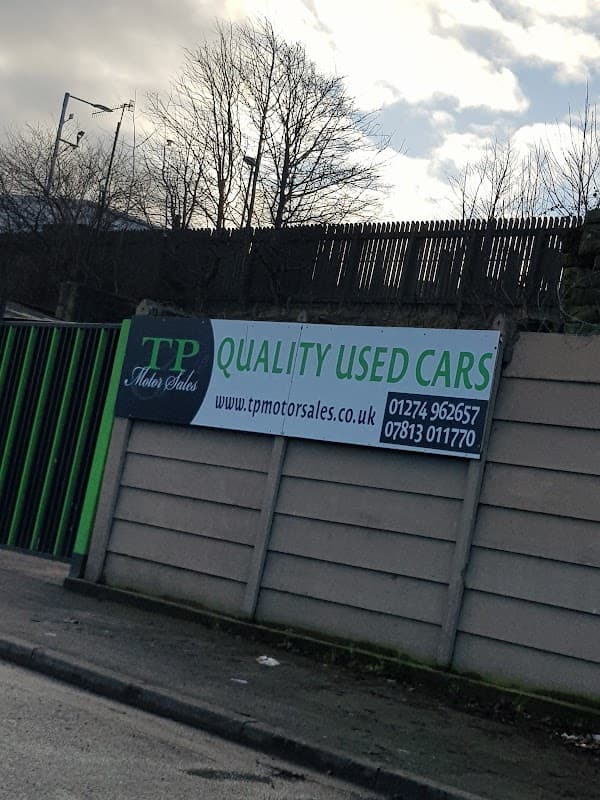 TP
Motor Sales
QUALITY USED CARS
www.tpmotorsales.co.uk
01274 962657
07813 011770